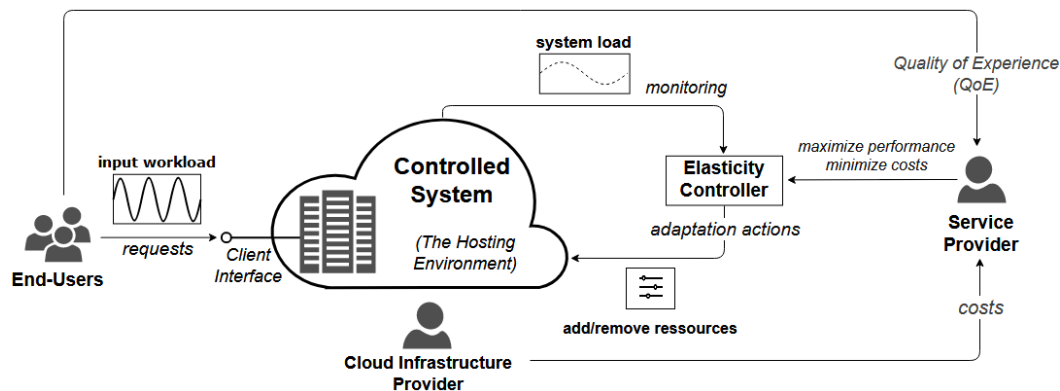 system load
monitoring
Quality of Experience
(QoE)
input workload
Controlled
System
(The Hosting
Environment)
Elasticity
Controller
maximize performance
minimize costs
Service
Provider
End-Users
requests
Client
Interface
adaptation actions
add/remove ressources
costs
Cloud Infrastructure
Provider